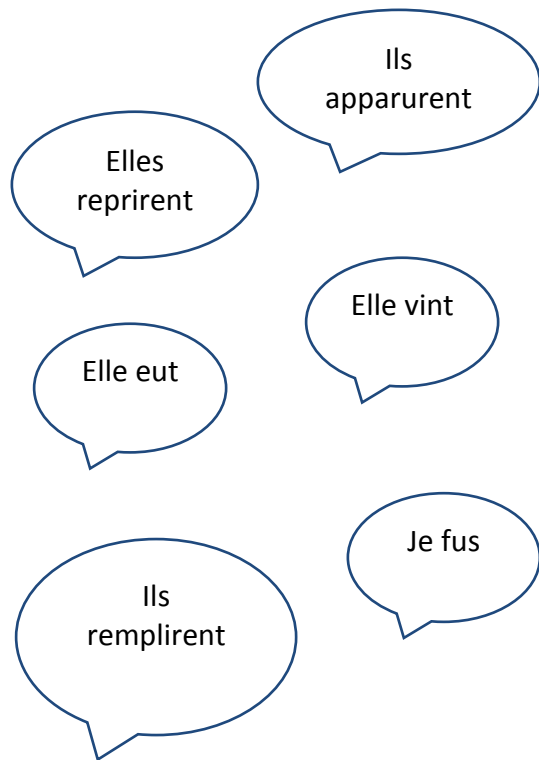 Ils
apparurent
Elles
reprirent
Elle vint
Elle eut
Je fus
Ils
remplirent